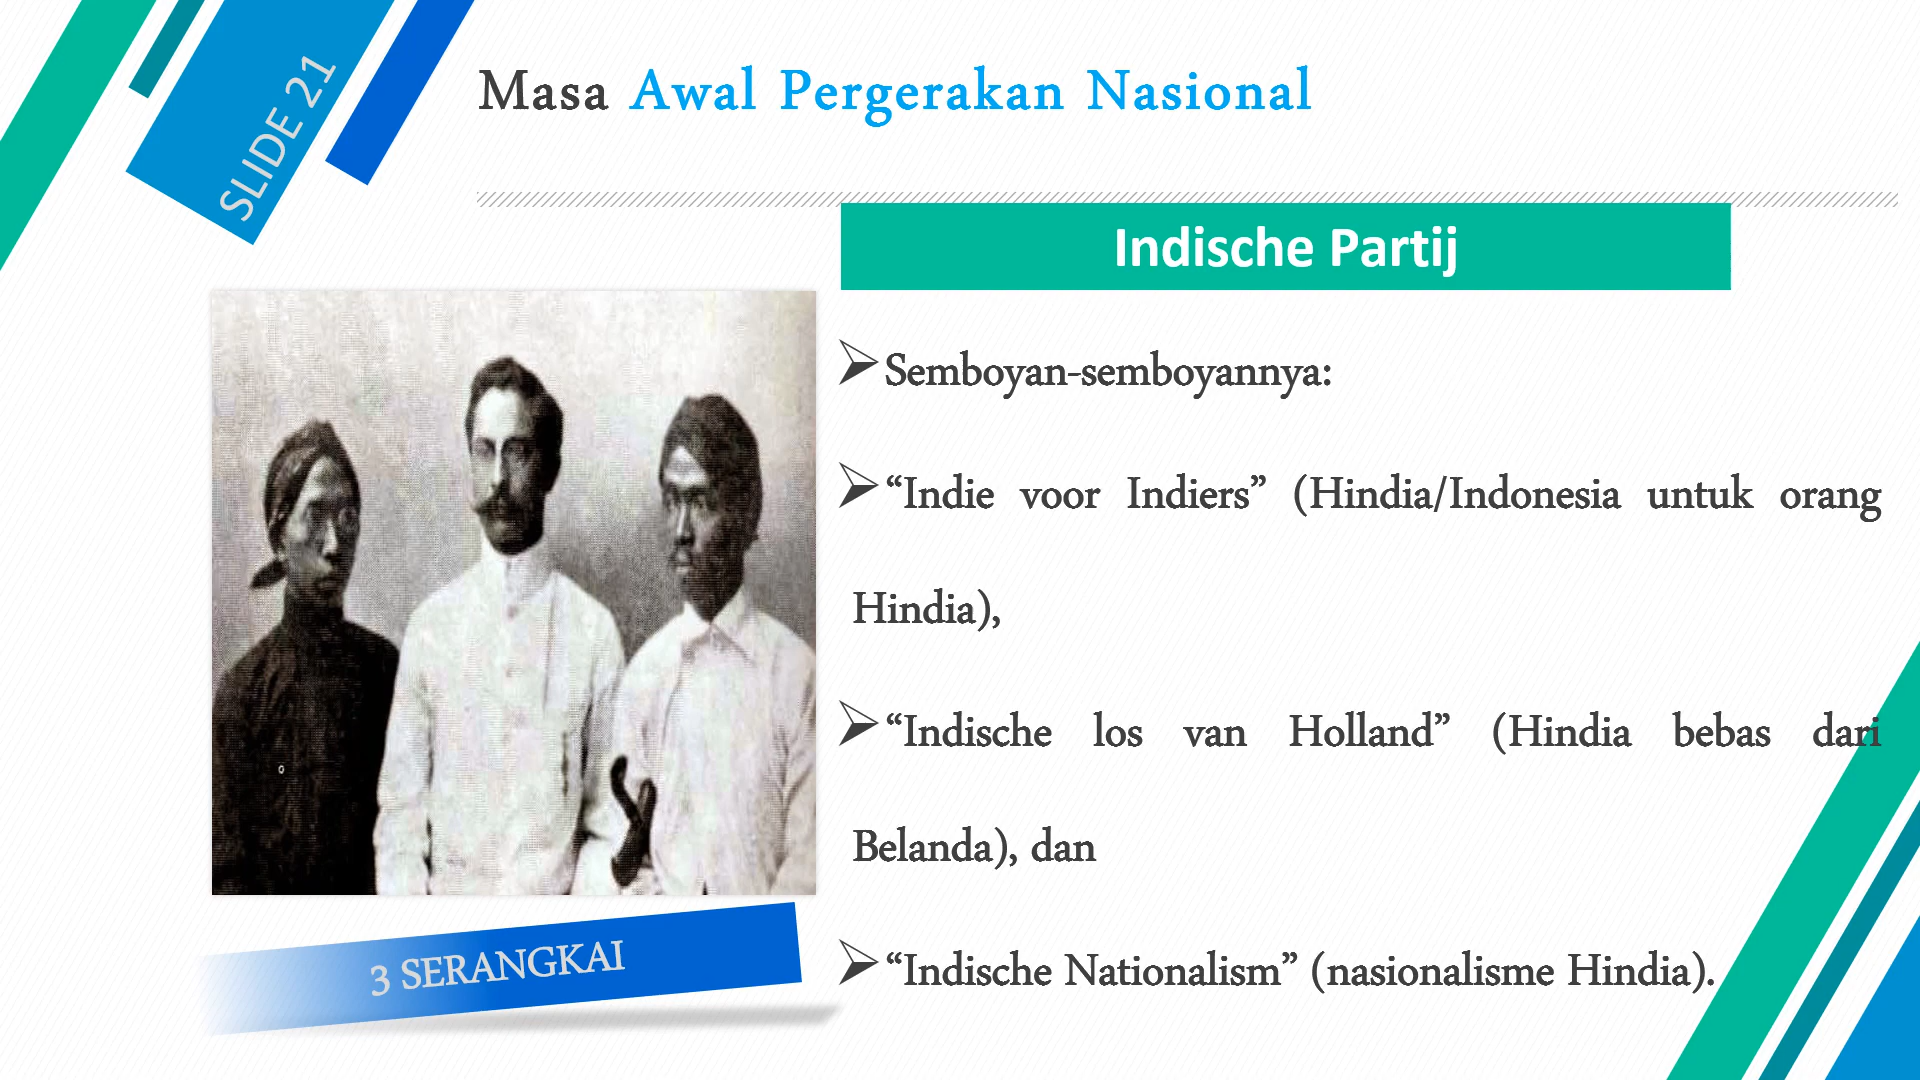 SLIDE 21
Masa Awal Pergerakan Nasional
Indische Partij
Semboyan-semboyannya:
“Indie voor Indiers” (Hindia/Indonesia untuk orang
Hindia),
“Indische los van Holland” (Hindia bebas dari
Belanda), dan
“Indische Nationalism” (nasionalisme Hindia).
3 SERANGKAI